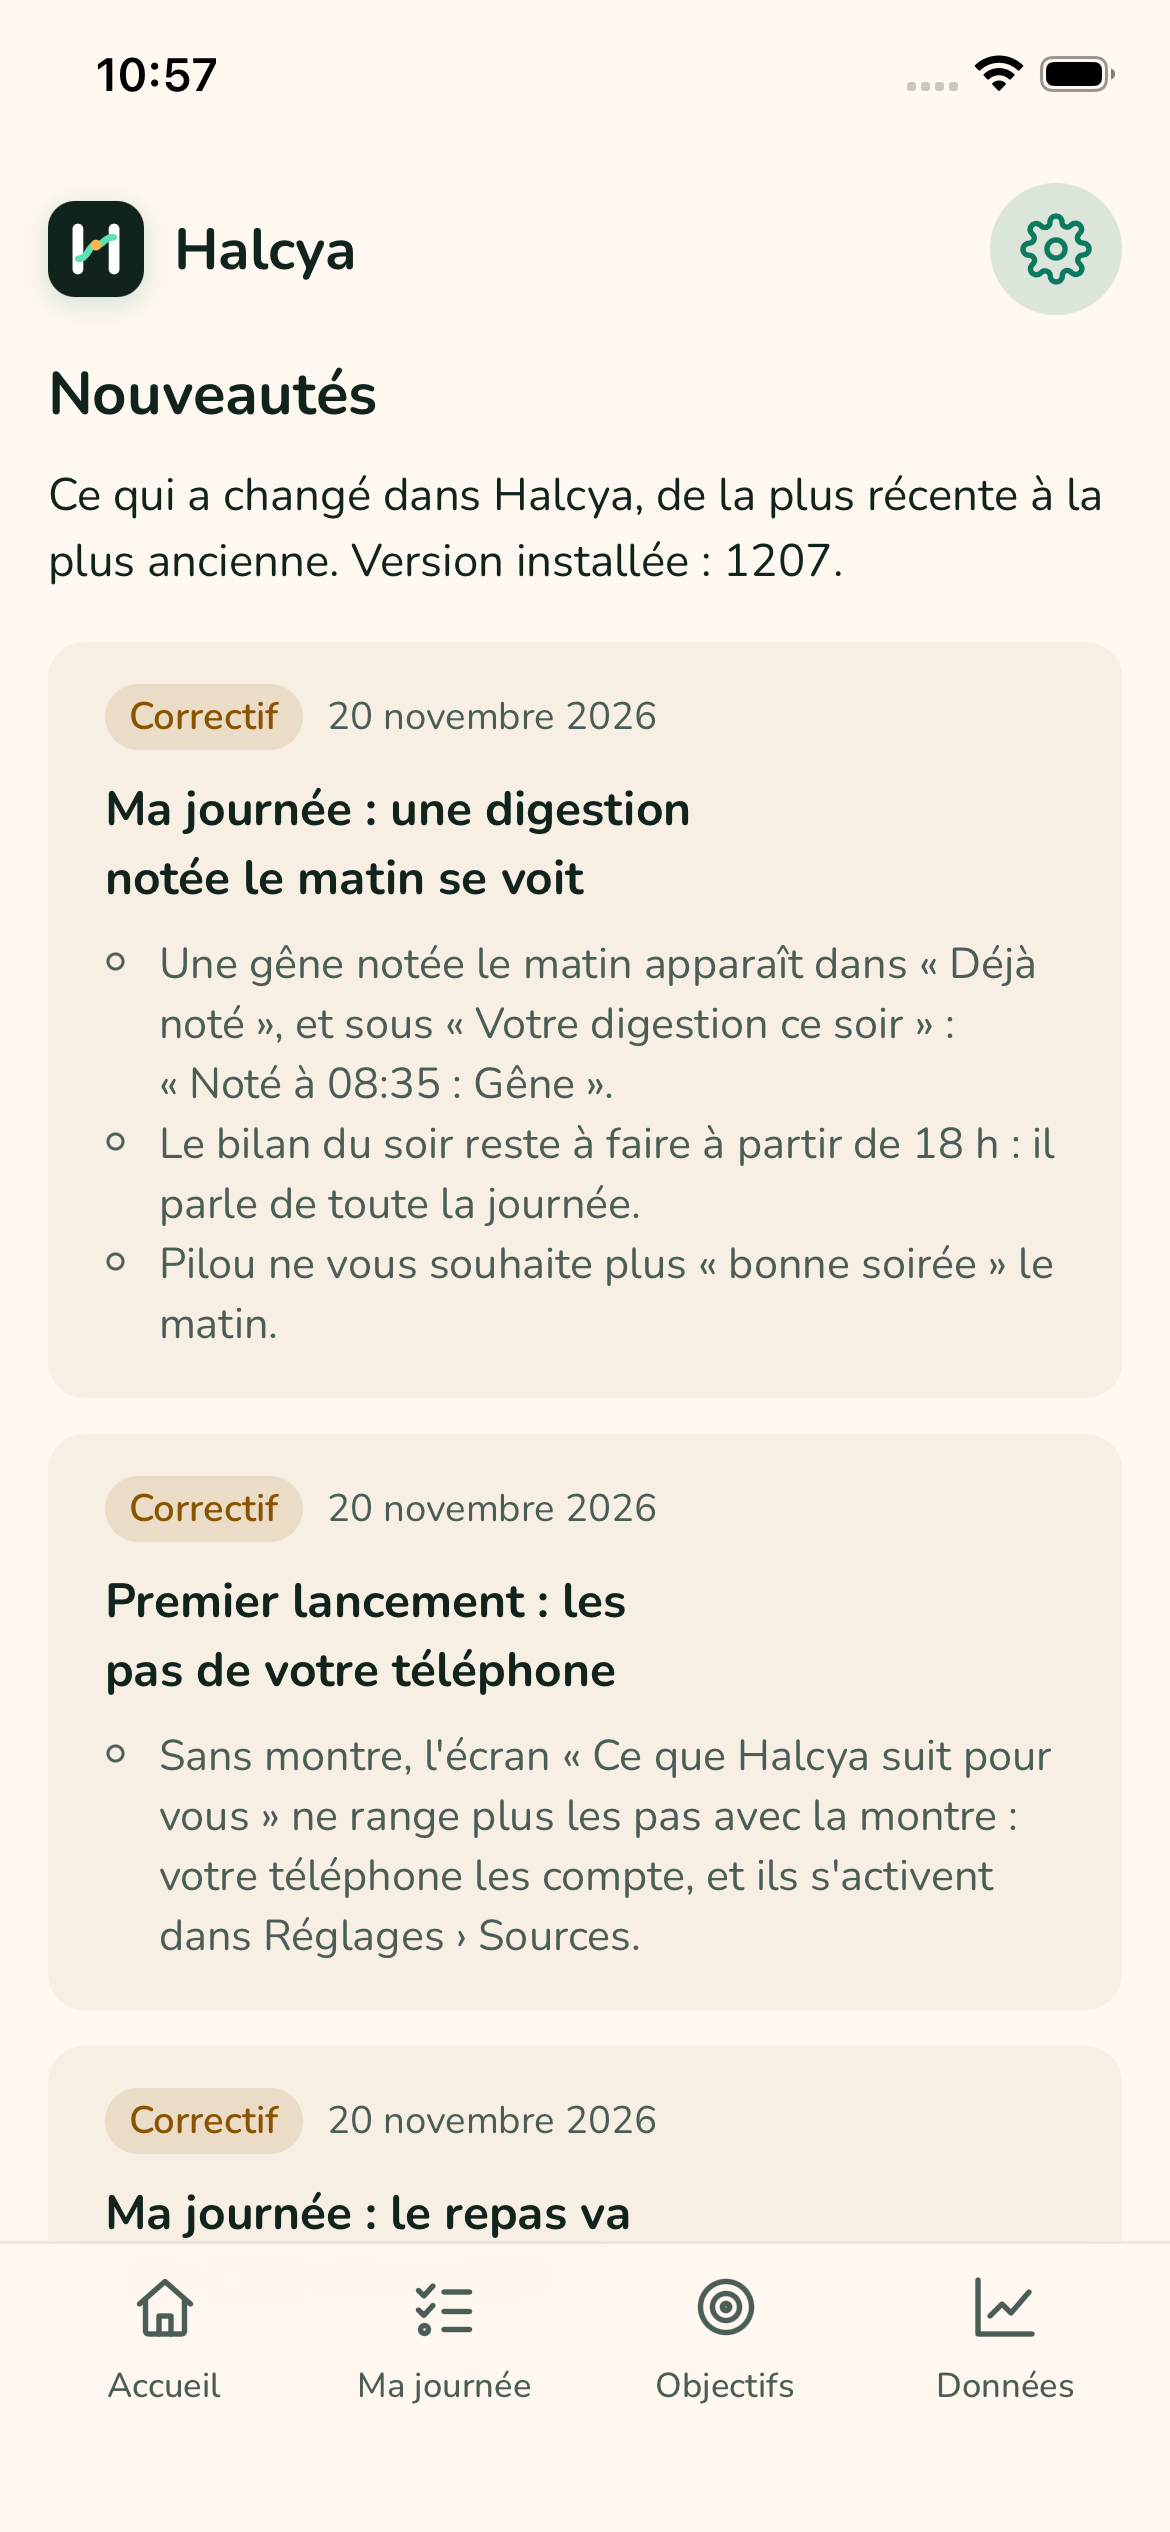 10:57
Halcya
Nouveautés
Ce qui a changé dans Halcya, de la plus récente à la
plus ancienne. Version installée : 1207.
Correctif 20 novembre 2026
Ma journée : une digestion
notée le matin se voit
Une gêne notée le matin apparaît dans « Déjà
noté », et sous « Votre digestion ce soir » :
« Noté à 08:35 : Gêne ».
Le bilan du soir reste à faire à partir de 18 h : il
parle de toute la journée.
Pilou ne vous souhaite plus « bonne soirée » le
matin.
Correctif 20 novembre 2026
Premier lancement : les
pas de votre téléphone
Sans montre, l'écran « Ce que Halcya suit pour
vous » ne range plus les pas avec la montre :
votre téléphone les compte, et ils s'activent
dans Réglages › Sources.
Correctif 20 novembre 2026
Ma journée : le repas va
Accueil Ma journée Objectifs Données